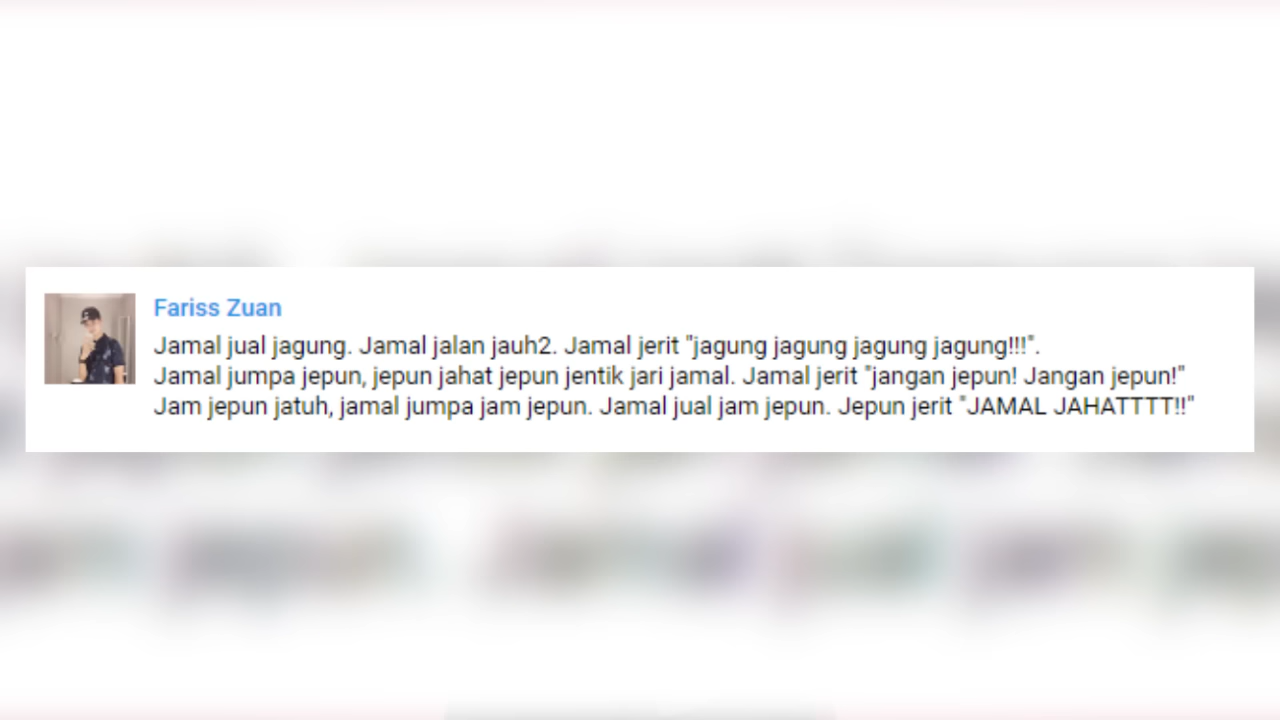 Fariss Zuan
Jamal jual jagung. Jamal jalan jauh2. Jamal jerit "jagung jagung jagung jagung!!!".
Jamal jumpa jepun, jepun jahat jepun jentik jari jamal. Jamal jerit "jangan jepun! Jangan jepun!"
Jam jepun jatuh, jamal jumpa jam jepun. Jamal jual jam jepun. Jepun jerit "JAMAL JAHATTTT!!"